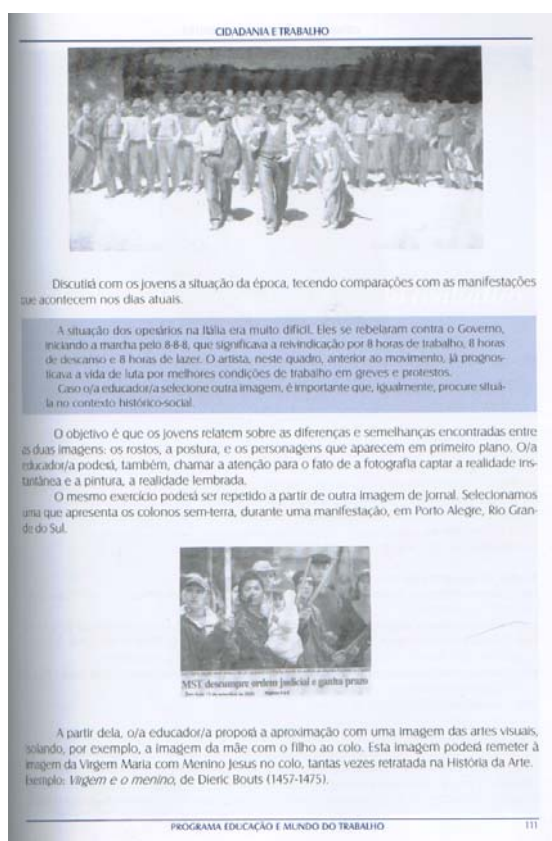 CIDADANIA E TRABALHO
Discutirá com os jovens a situação da época, tecendo comparações com as manifestações
que acontecem nos dias atuais.
A situação dos operários na Itália era muito difícil. Eles se rebelaram contra o Governo,
iniciando a marcha pelo 8-8-8, que significava a reivindicação por 8 horas de trabalho, 8 horas
de descanso e 8 horas de lazer. O artista, neste quadro, anterior ao movimento, já prognos-
ticava a vida de luta por melhores condições de trabalho em greves e protestos.
Caso o/a educador/a selecione outra imagem, é importante que, igualmente, procure situá-
la no contexto histórico-social.
O objetivo é que os jovens relatem sobre as diferenças e semelhanças encontradas entre
as duas imagens: os rostos, a postura, e os personagens que aparecem em primeiro plano. O/a
educador/a poderá, também, chamar a atenção para o fato de a fotografia captar a realidade ins-
tantânea e a pintura, a realidade lembrada.
O mesmo exercício poderá ser repetido a partir de outra imagem de jornal. Selecionamos
uma que apresenta os colonos sem-terra, durante uma manifestação, em Porto Alegre, Rio Gran-
de do Sul.
MST descumpre ordem judicial e ganha prazo
A partir dela, o/a educador/a proporá a aproximação com uma imagem das artes visuais,
isolando, por exemplo, a imagem da mãe com o filho ao colo. Esta imagem poderá remeter à
imagem da Virgem Maria com Menino Jesus no colo, tantas vezes retratada na História da Arte.
Exemplo: Virgem e o menino, de Dieric Bouts (1457-1475).
PROGRAMA EDUCAÇÃO E MUNDO DO TRABALHO 111